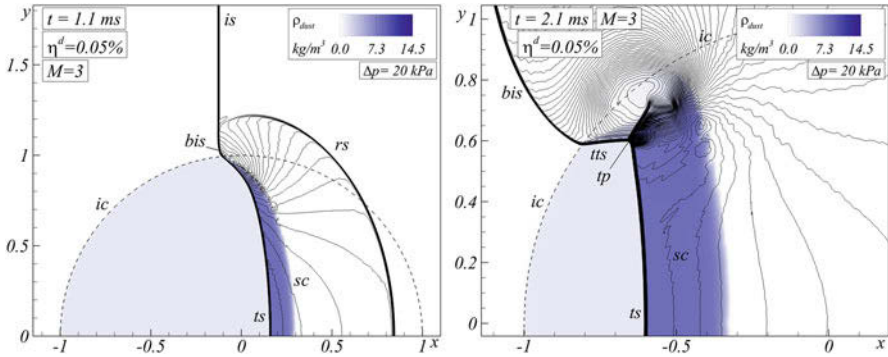 y
t = 1.1 ms
η^d=0.05%
M=3
is
ρ_dust
kg/m³ 0.0 7.3 14.5
Δp= 20 kPa
1.5
1
0.5
0
bis
rs
ic
sc
ts
-1 -0.5 0 0.5 1 x
y
t = 2.1 ms M=3
η^d=0.05%
ic
ρ_dust
kg/m³ 0.0 7.3 14.5
Δp= 20 kPa
1
0.8
0.6
0.4
0.2
0
bis
tts
tp
sc
ts
-1 -0.5 0 x